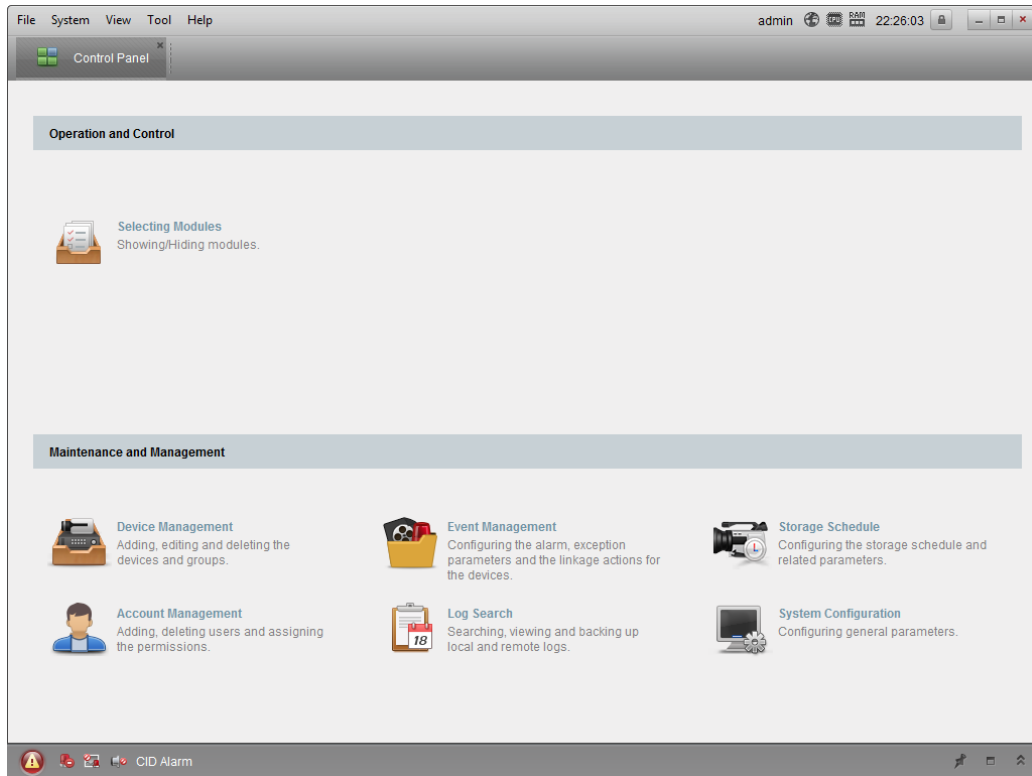 File System View Tool Help
admin CPU RAM 22:26:03
Control Panel
Operation and Control
Selecting Modules
Showing/Hiding modules.
Maintenance and Management
Device Management
Adding, editing and deleting the
devices and groups.
Event Management
Configuring the alarm, exception
parameters and the linkage actions for
the devices.
Storage Schedule
Configuring the storage schedule and
related parameters.
Account Management
Adding, deleting users and assigning
the permissions.
18
Log Search
Searching, viewing and backing up
local and remote logs.
System Configuration
Configuring general parameters.
CID Alarm